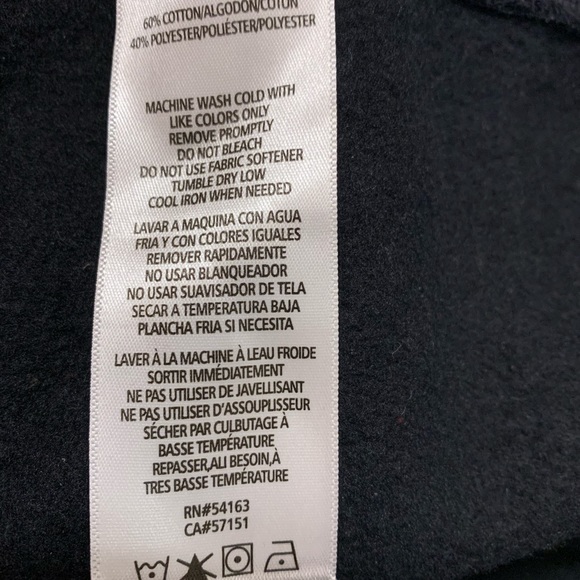 60% COTTON/ALGODON/COTON
40% POLYESTER/POLIÉSTER/POLYESTER
MACHINE WASH COLD WITH
LIKE COLORS ONLY
REMOVE PROMPTLY
DO NOT BLEACH
DO NOT USE FABRIC SOFTENER
TUMBLE DRY LOW
COOL IRON WHEN NEEDED
LAVAR A MAQUINA CON AGUA
FRIA Y CON COLORES IGUALES
REMOVER RAPIDAMENTE
NO USAR BLANQUEADOR
NO USAR SUAVISADOR DE TELA
SECAR A TEMPERATURA BAJA
PLANCHA FRIA SI NECESITA
LAVER À LA MACHINE À LEAU FROIDE
SORTIR IMMÉDIATEMENT
NE PAS UTILISER DE JAVELLISANT
NE PAS UTILISER D'ASSOUPLISSEUR
SÉCHER PAR CULBUTAGE À
BASSE TEMPÉRATURE
REPASSER,ALI BESOIN,À
TRES BASSE TEMPÉRATURE
RN#54163
CA#57151